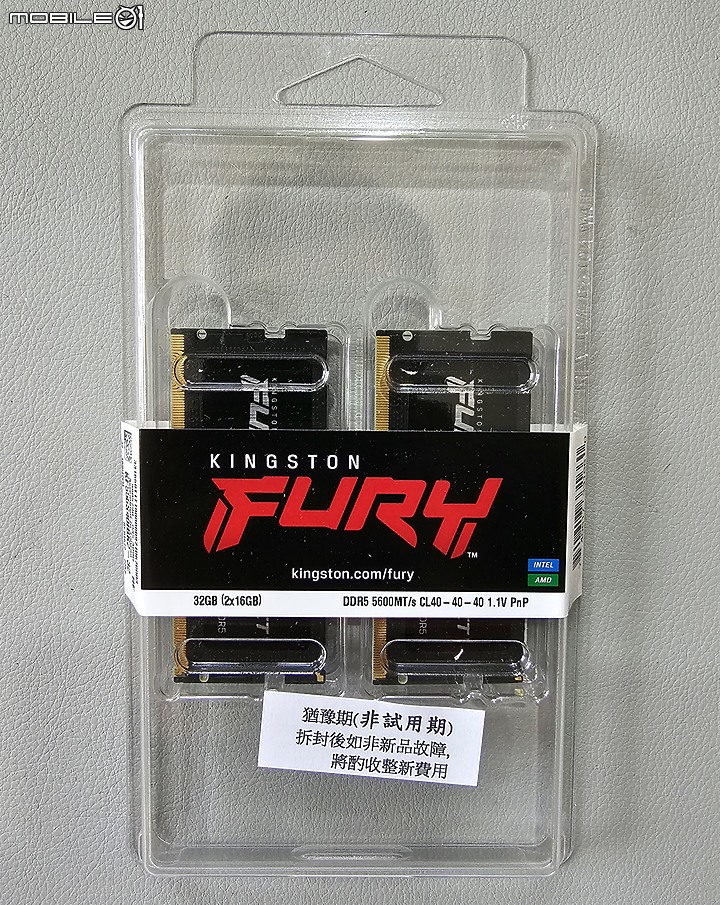 MOBILE01
KINGSTON
FURY™
kingston.com/fury
INTEL
AMD
32GB (2x16GB)
DDR5 5600MT/s CL40-40-40 1.1V PnP
猶豫期(非試用期)
拆封後如非新品故障,
將酌收整新費用